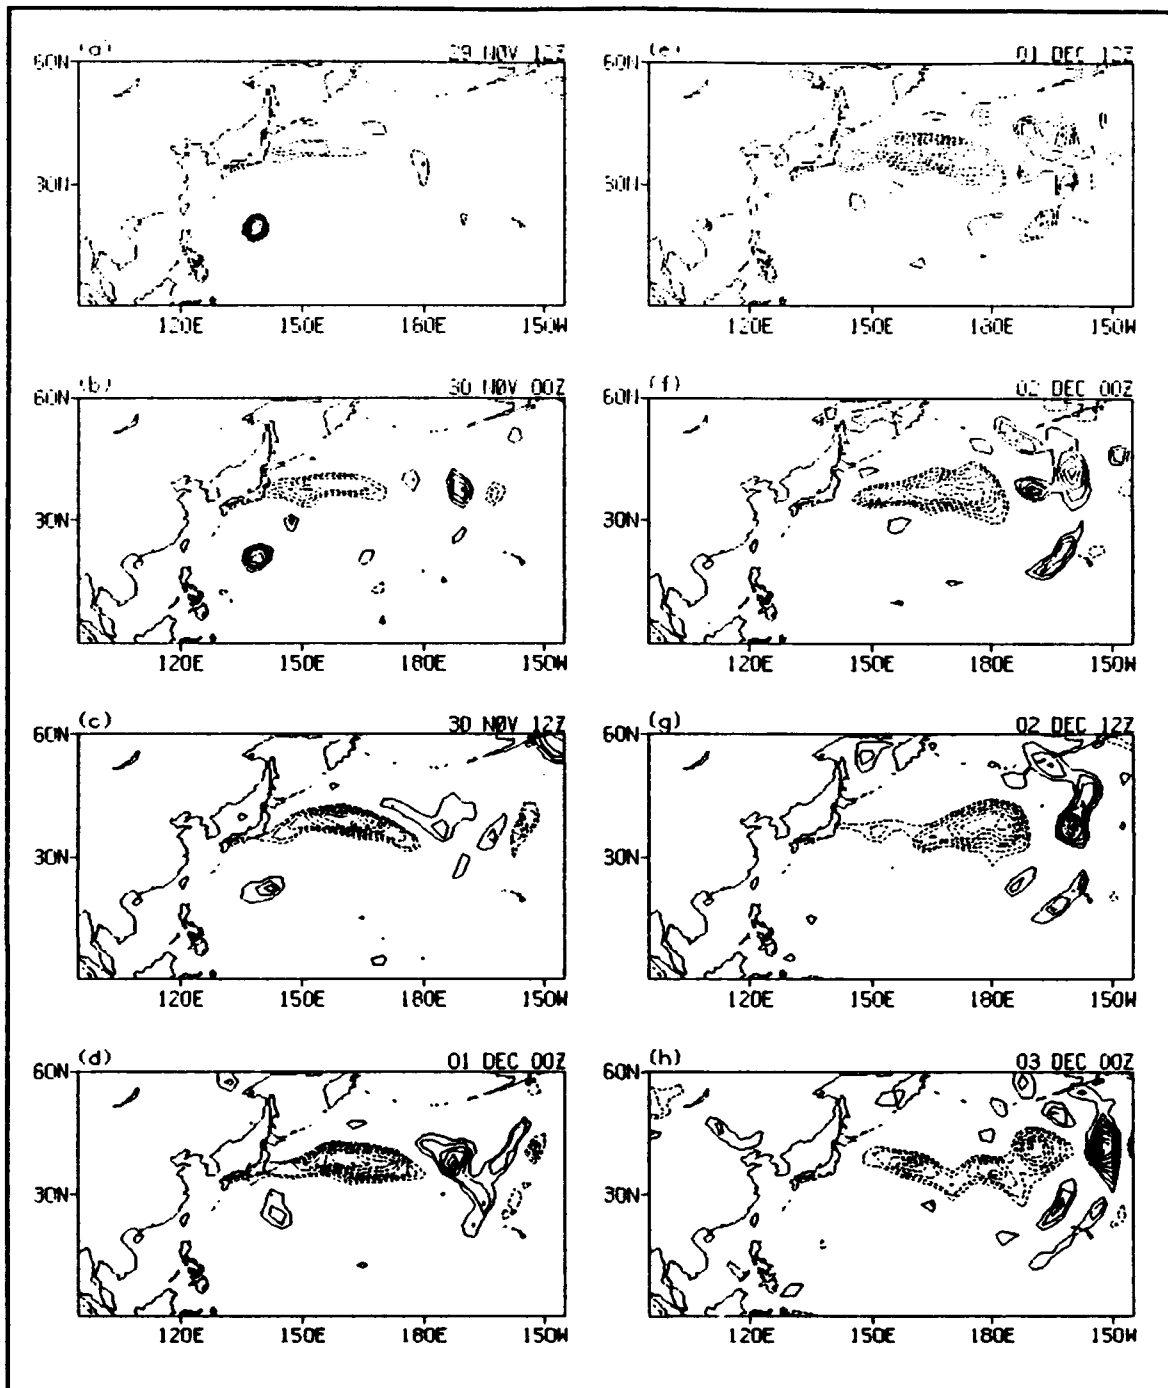 (a) 29 NOV 12Z
60N
30N
120E 150E 180E 150W
(b) 30 NOV 00Z
60N
30N
120E 150E 180E 150W
(c) 30 NOV 12Z
60N
30N
120E 150E 180E 150W
(d) 01 DEC 00Z
60N
30N
120E 150E 180E 150W
(e) 01 DEC 12Z
60N
30N
120E 150E 180E 150W
(f) 02 DEC 00Z
60N
30N
120E 150E 180E 150W
(g) 02 DEC 12Z
60N
30N
120E 150E 180E 150W
(h) 03 DEC 00Z
60N
30N
120E 150E 180E 150W